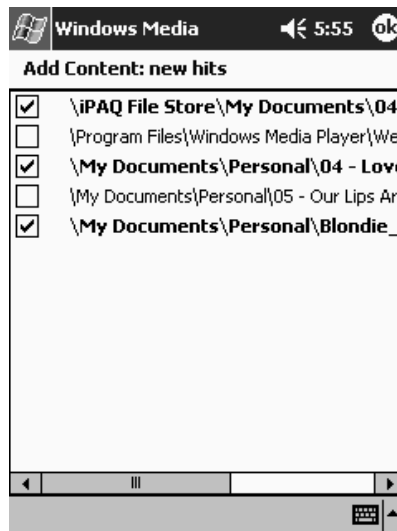 Windows Media 5:55 ok
Add Content: new hits
\iPAQ File Store\My Documents\04
\Program Files\Windows Media Player\We
\My Documents\Personal\04 - Love
\My Documents\Personal\05 - Our Lips Ar
\My Documents\Personal\Blondie_